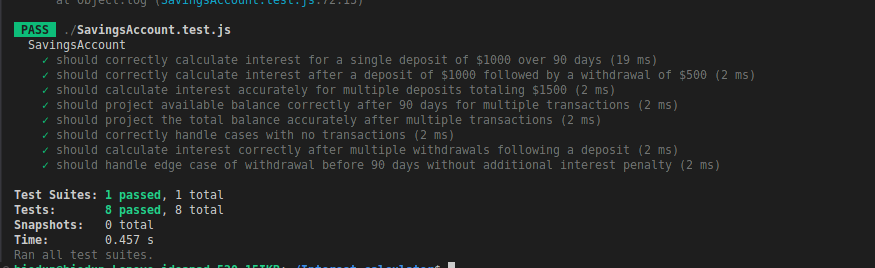 at object.log (SavingsAccount.test.js:72:13)
PASS ./SavingsAccount.test.js
SavingsAccount
✓ should correctly calculate interest for a single deposit of $1000 over 90 days (19 ms)
✓ should correctly calculate interest after a deposit of $1000 followed by a withdrawal of $500 (2 ms)
✓ should calculate interest accurately for multiple deposits totaling $1500 (2 ms)
✓ should project available balance correctly after 90 days for multiple transactions (2 ms)
✓ should project the total balance accurately after multiple transactions (2 ms)
✓ should correctly handle cases with no transactions (2 ms)
✓ should calculate interest correctly after multiple withdrawals following a deposit (2 ms)
✓ should handle edge case of withdrawal before 90 days without additional interest penalty (2 ms)
Test Suites: 1 passed, 1 total
Tests: 8 passed, 8 total
Snapshots: 0 total
Time: 0.457 s
Ran all test suites.